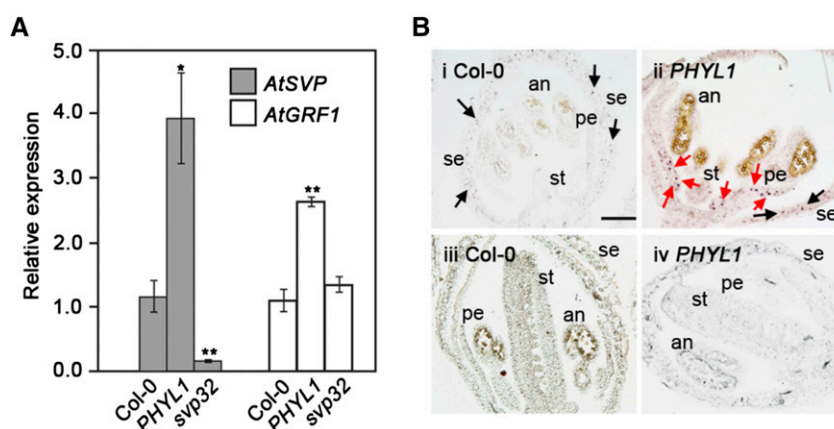 A
Relative expression
5.0
4.0
3.0
2.0
1.0
0.0
AtSVP
AtGRF1
*
**
**
Col-0
PHYL1
svp32
Col-0
PHYL1
svp32
B
i Col-0
an
se
pe
se
st
ii PHYL1
an
st
pe
se
iii Col-0
se
st
pe
an
iv PHYL1
se
pe
st
an